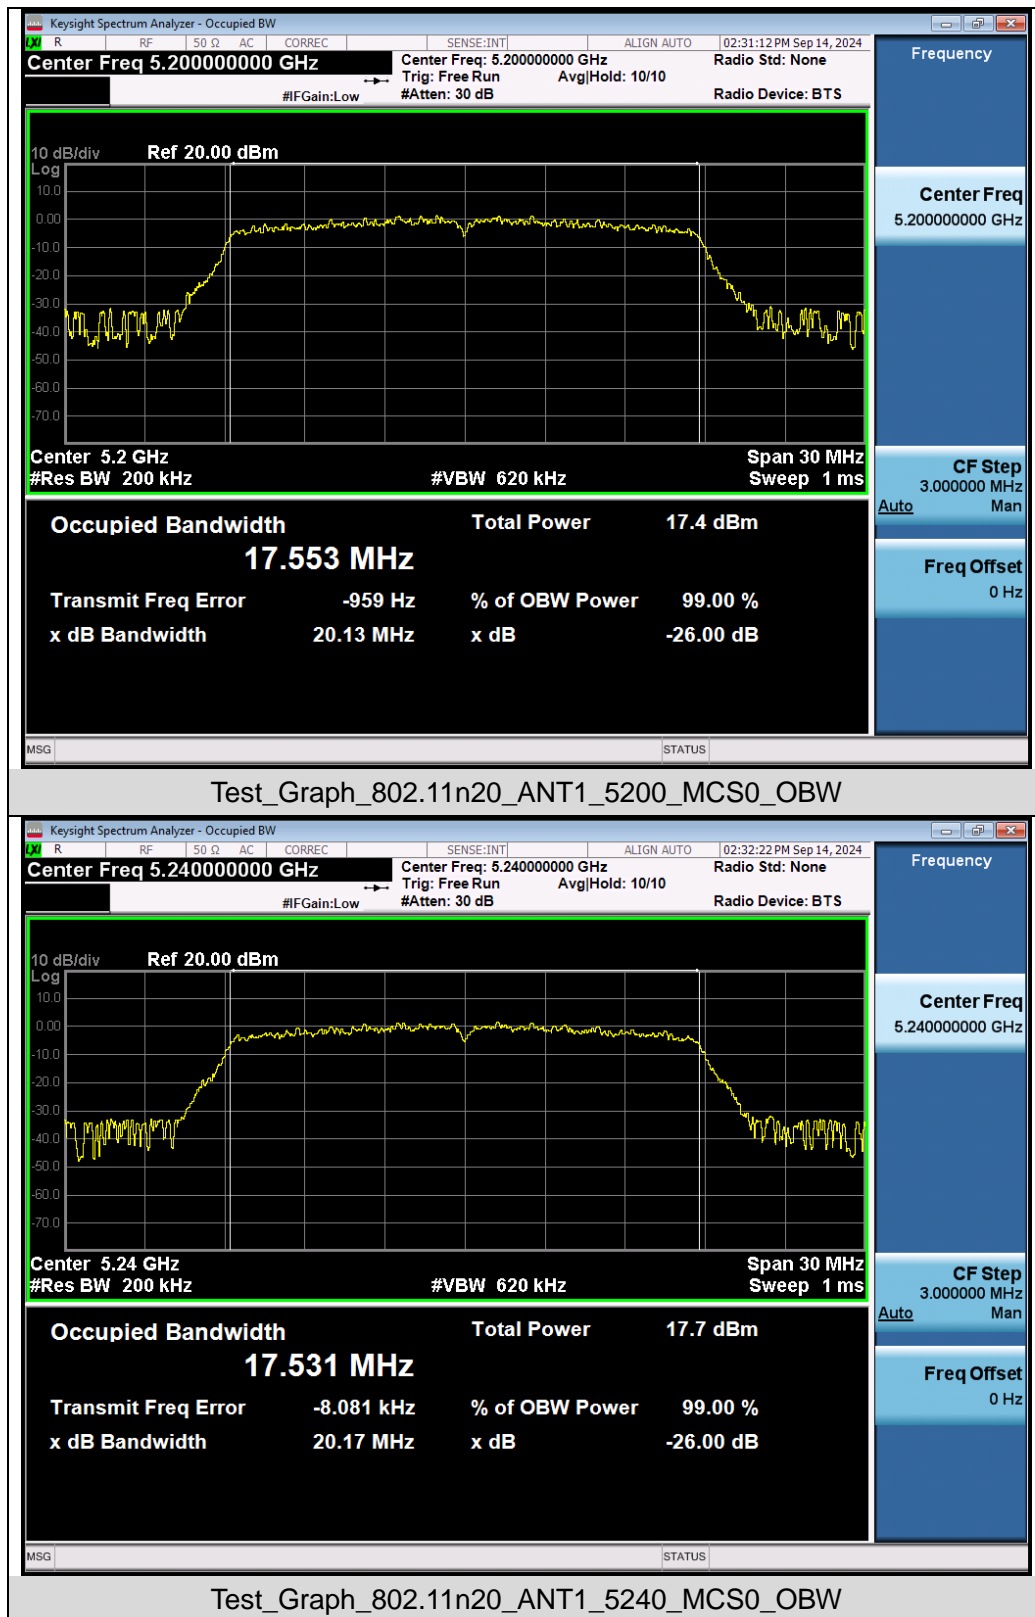 Keysight Spectrum Analyzer - Occupied BW
LXI R RF 50 Ω AC CORREC SENSE:INT ALIGN AUTO 02:31:12 PM Sep 14, 2024
Center Freq 5.200000000 GHz Center Freq: 5.200000000 GHz Radio Std: None
Trig: Free Run Avg|Hold: 10/10
#IFGain:Low #Atten: 30 dB Radio Device: BTS
Frequency
10 dB/div Ref 20.00 dBm
Log
10.0
0.00
-10.0
-20.0
-30.0
-40.0
-50.0
-60.0
-70.0
Center 5.2 GHz Span 30 MHz
#Res BW 200 kHz #VBW 620 kHz Sweep 1 ms
Center Freq
5.200000000 GHz
CF Step
3.000000 MHz
Auto Man
Freq Offset
0 Hz
Occupied Bandwidth Total Power 17.4 dBm
17.553 MHz
Transmit Freq Error -959 Hz % of OBW Power 99.00 %
x dB Bandwidth 20.13 MHz x dB -26.00 dB
MSG STATUS
Test_Graph_802.11n20_ANT1_5200_MCS0_OBW
Keysight Spectrum Analyzer - Occupied BW
LXI R RF 50 Ω AC CORREC SENSE:INT ALIGN AUTO 02:32:22 PM Sep 14, 2024
Center Freq 5.240000000 GHz Center Freq: 5.240000000 GHz Radio Std: None
Trig: Free Run Avg|Hold: 10/10
#IFGain:Low #Atten: 30 dB Radio Device: BTS
Frequency
10 dB/div Ref 20.00 dBm
Log
10.0
0.00
-10.0
-20.0
-30.0
-40.0
-50.0
-60.0
-70.0
Center 5.24 GHz Span 30 MHz
#Res BW 200 kHz #VBW 620 kHz Sweep 1 ms
Center Freq
5.240000000 GHz
CF Step
3.000000 MHz
Auto Man
Freq Offset
0 Hz
Occupied Bandwidth Total Power 17.7 dBm
17.531 MHz
Transmit Freq Error -8.081 kHz % of OBW Power 99.00 %
x dB Bandwidth 20.17 MHz x dB -26.00 dB
MSG STATUS
Test_Graph_802.11n20_ANT1_5240_MCS0_OBW